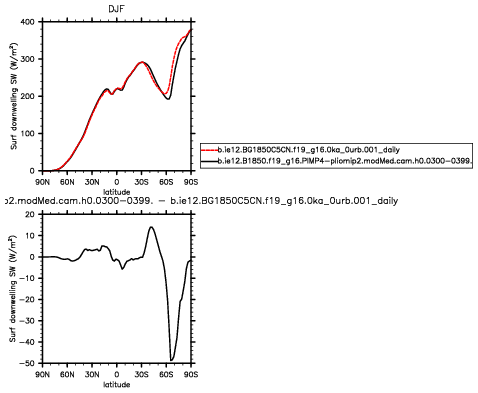 DJF
400
300
200
100
0
Surf downwelling SW (W/m²)
90N 60N 30N 0 30S 60S 90S
latitude
b.ie12.BG1850C5CN.f19_g16.0ka_0urb.001_daily
b.ie12.B1850.f19_g16.PlMP4-pliomip2.modMed.cam.h0.0300-0399.
o2.modMed.cam.h0.0300-0399. - b.ie12.BG1850C5CN.f19_g16.0ka_0urb.001_daily
20
10
0
-10
-20
-30
-40
-50
Surf downwelling SW (W/m²)
90N 60N 30N 0 30S 60S 90S
latitude